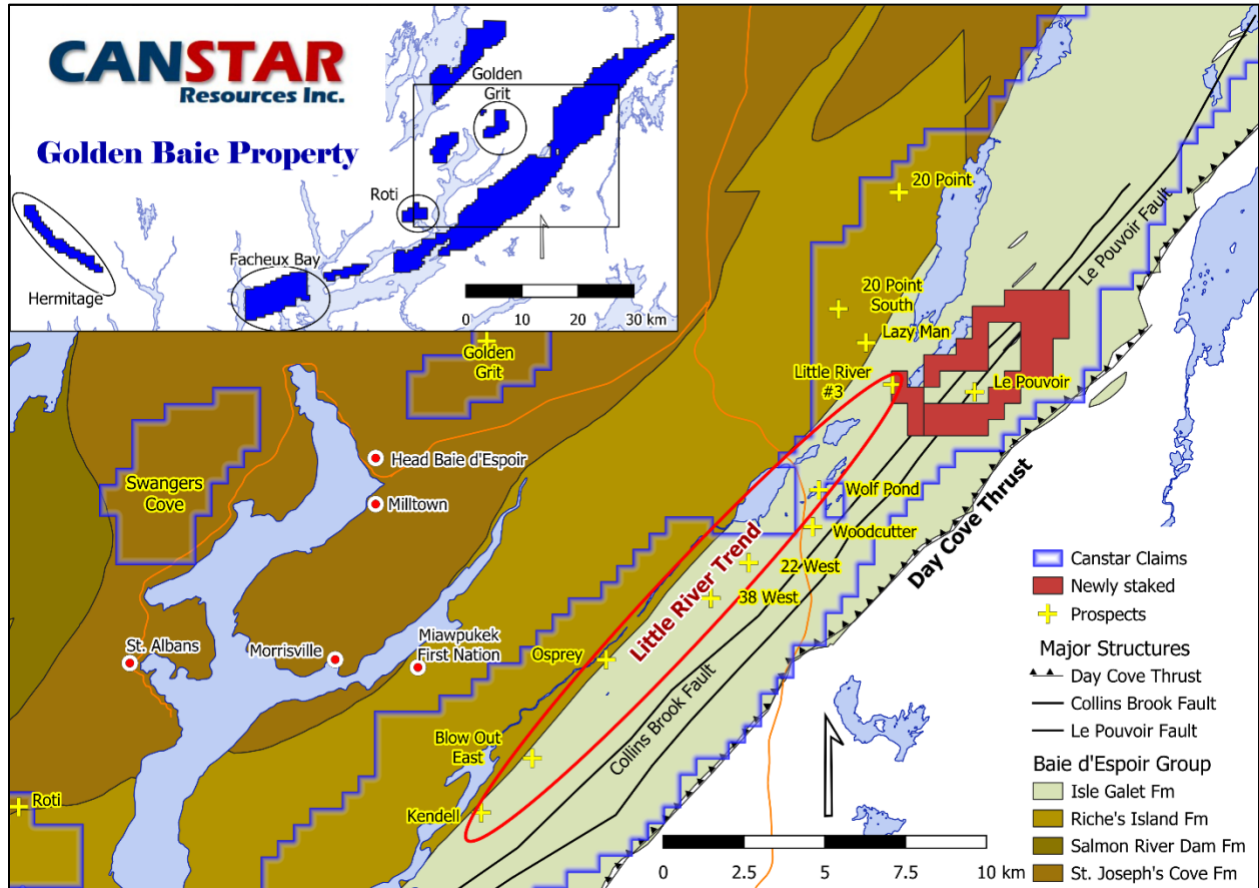 CANSTAR
Resources Inc.
Golden Baie Property
Golden
Grit
Roti
Facheux Bay
Hermitage
0 10 20 30 km
20 Point
20 Point
South
Lazy Man
Little River
#3
Le Pouvoir
Le Pouvoir Fault
Golden
Grit
Swangers
Cove
Head Baie d'Espoir
Milltown
Wolf Pond
Woodcutter
22 West
38 West
Little River Trend
Day Cove Thrust
St. Albans
Morrisville
Miawpukek
First Nation
Osprey
Collins Brook Fault
Blow Out
East
Kendell
Roti
Canstar Claims
Newly staked
Prospects
Major Structures
Day Cove Thrust
Collins Brook Fault
Le Pouvoir Fault
Baie d'Espoir Group
Isle Galet Fm
Riche's Island Fm
Salmon River Dam Fm
St. Joseph's Cove Fm
0 2.5 5 7.5 10 km